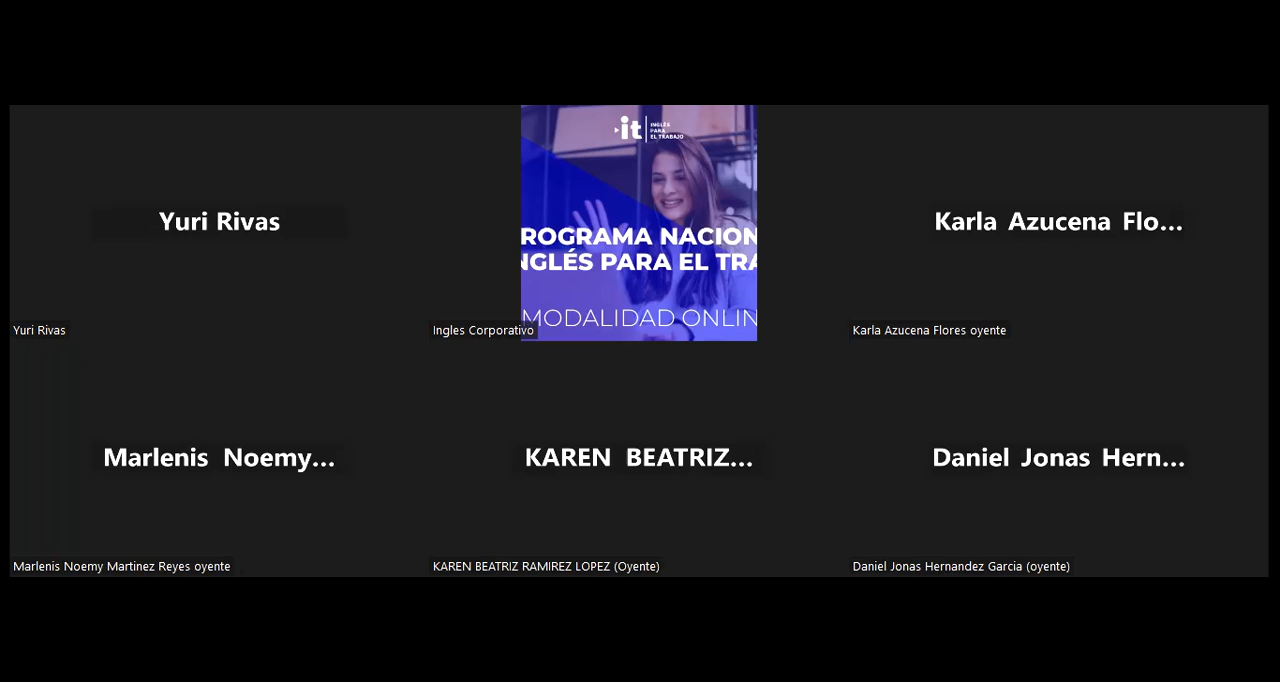 Yuri Rivas
Yuri Rivas
it
INGLÉS
PARA
EL TRABAJO
ROGRAMA NACION
NGLÉS PARA EL TRA
MODALIDAD ONLIN
Ingles Corporativo
Karla Azucena Flo...
Karla Azucena Flores oyente
Marlenis Noemy...
Marlenis Noemy Martinez Reyes oyente
KAREN BEATRIZ...
KAREN BEATRIZ RAMIREZ LOPEZ (Oyente)
Daniel Jonas Hern...
Daniel Jonas Hernandez Garcia (oyente)